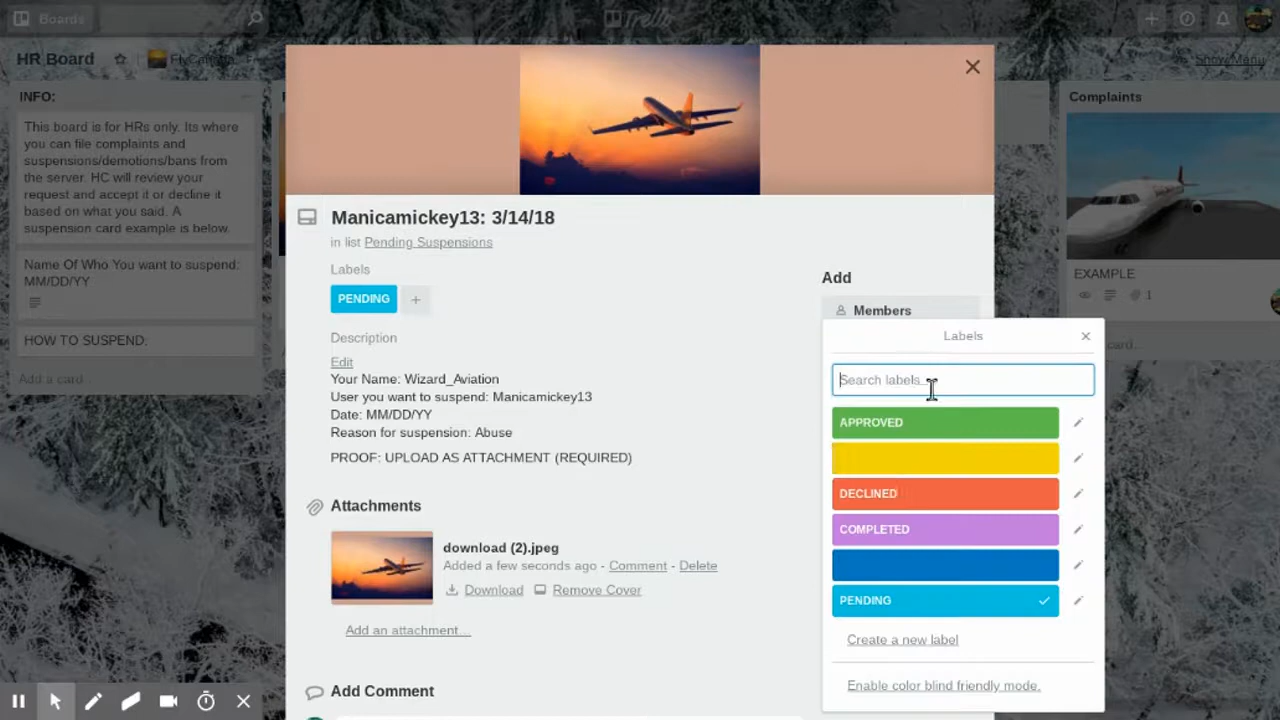 Boards
Trello
HR Board
Show Menu
INFO:
This board is for HRs only. Its where
you can file complaints and
suspensions/demotions/bans from
the server. HC will review your
request and accept it or decline it
based on what you said. A
suspension card example is below.
Name Of Who You want to suspend:
MM/DD/YY
HOW TO SUSPEND:
Add a card...
Manicamickey13: 3/14/18
in list Pending Suspensions
Labels
PENDING
+
Description
Edit
Your Name: Wizard_Aviation
User you want to suspend: Manicamickey13
Date: MM/DD/YY
Reason for suspension: Abuse
PROOF: UPLOAD AS ATTACHMENT (REQUIRED)
Attachments
download (2).jpeg
Added a few seconds ago - Comment - Delete
Download Remove Cover
Add an attachment...
Add Comment
Add
Members
Labels
Search labels...
APPROVED
DECLINED
COMPLETED
PENDING
Create a new label
Enable color blind friendly mode.
Complaints
EXAMPLE
1
card...